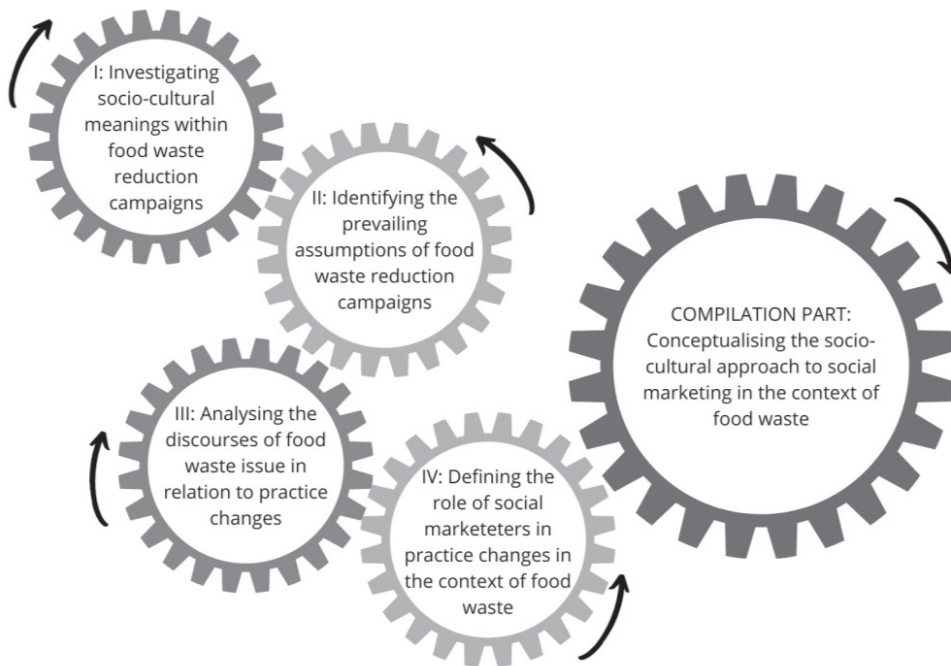 I: Investigating
socio-cultural
meanings within
food waste
reduction
campaigns
II: Identifying the
prevailing
assumptions of food
waste reduction
campaigns
III: Analysing the
discourses of food
waste issue in
relation to practice
changes
IV: Defining the
role of social
marketeters in
practice changes in
the context of food
waste
COMPILATION PART:
Conceptualising the socio-
cultural approach to social
marketing in the context of
food waste